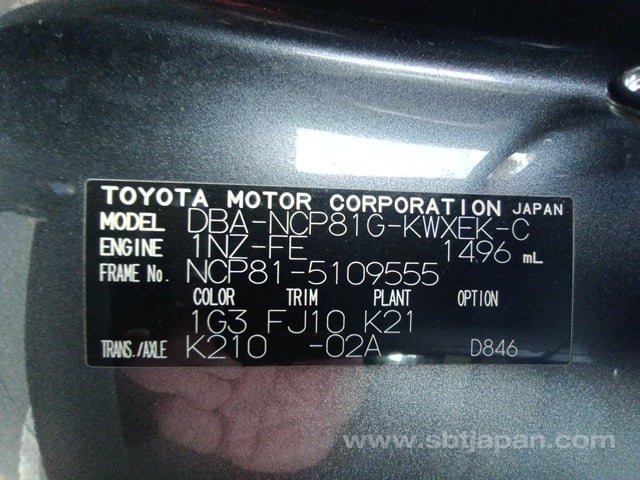 TOYOTA MOTOR CORPORATION JAPAN
MODEL DBA-NCP81G-KWXEK-C
ENGINE 1NZ-FE 1496 mL
FRAME No. NCP81-5109555
COLOR TRIM PLANT OPTION
1G3 FJ10 K21
TRANS./AXLE K210 -02A D846
www.sbtjapan.com